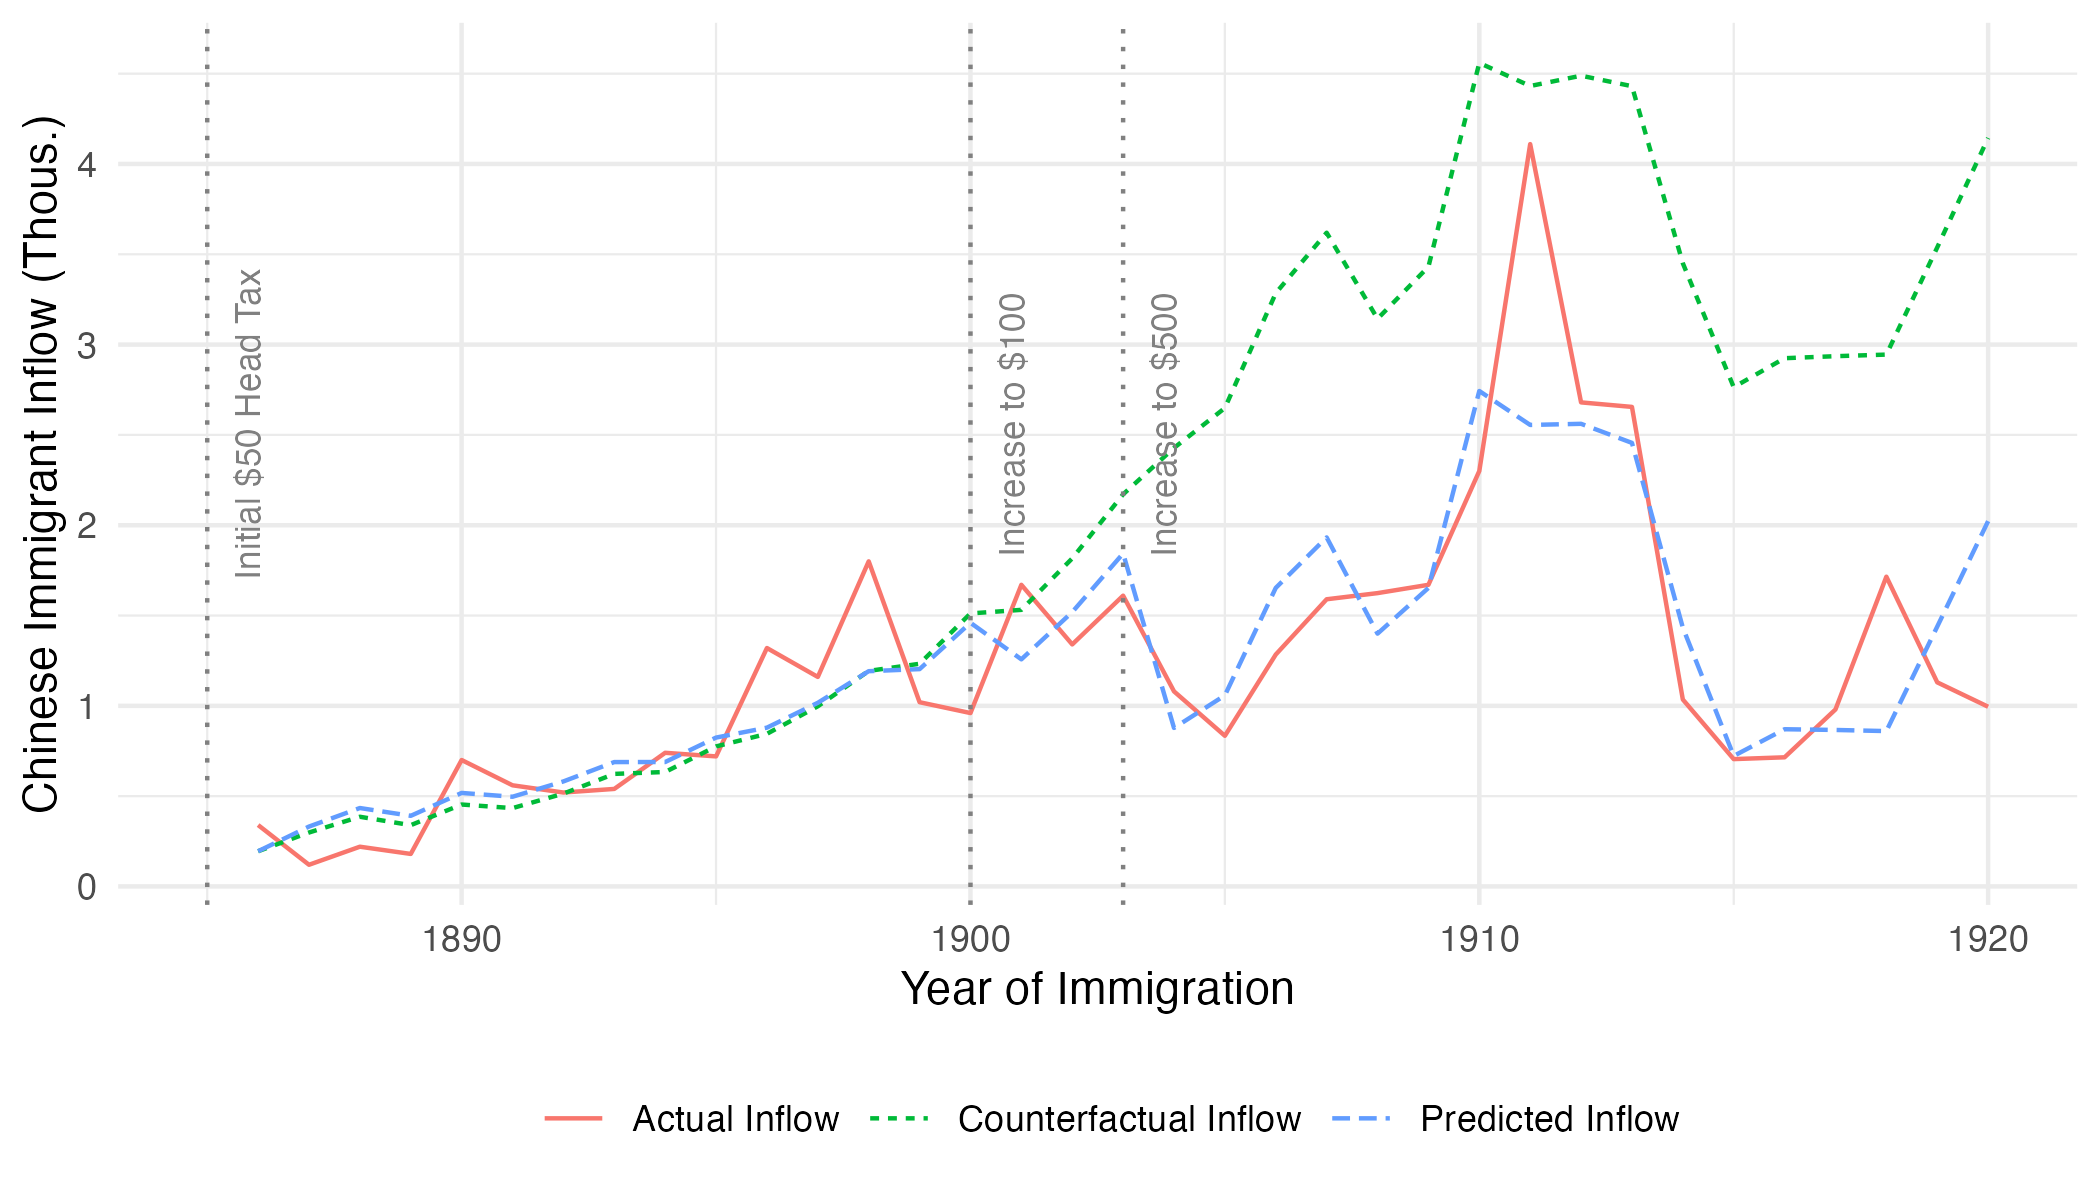 Chinese Immigrant Inflow (Thous.)
4
3
2
1
0
Initial $50 Head Tax
Increase to $100
Increase to $500
1890
1900
1910
1920
Year of Immigration
Actual Inflow
Counterfactual Inflow
Predicted Inflow